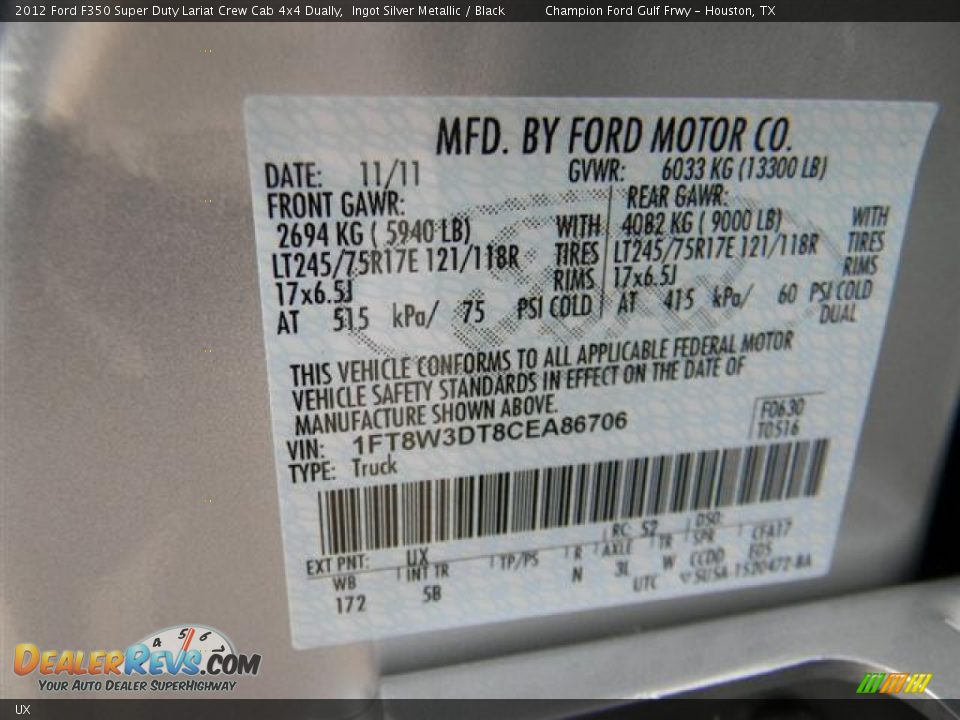 2012 Ford F350 Super Duty Lariat Crew Cab 4x4 Dually, Ingot Silver Metallic / Black Champion Ford Gulf Frwy - Houston, TX
MFD. BY FORD MOTOR CO.
DATE: 11/11 GVWR: 6033 KG (13300 LB)
FRONT GAWR: REAR GAWR:
2694 KG ( 5940 LB) WITH 4082 KG ( 9000 LB) WITH
LT245/75R17E 121/118R TIRES LT245/75R17E 121/118R TIRES
17x6.5J RIMS 17x6.5J RIMS
AT 515 kPa/ 75 PSI COLD AT 415 kPa/ 60 PSI COLD
DUAL
THIS VEHICLE CONFORMS TO ALL APPLICABLE FEDERAL MOTOR
VEHICLE SAFETY STANDARDS IN EFFECT ON THE DATE OF
MANUFACTURE SHOWN ABOVE.
VIN: 1FT8W3DT8CEA86706 F0630
TYPE: Truck T0516
RC: 52 DSO:
EXT PNT: UX TP/PS R AXLE TR SPR CFA17
WB INT TR N 3L W CCDD F05
172 5B UTC ▽5U5A-1520472-BA
DEALERREVS.COM
YOUR AUTO DEALER SUPERHIGHWAY
4 5 6
UX